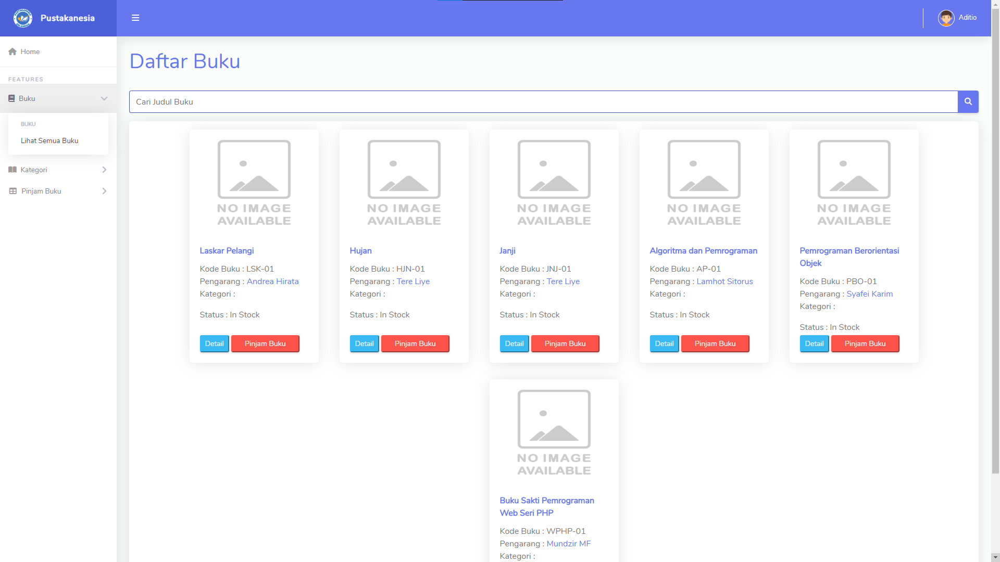 Pustakanesia
Aditio
Home
FEATURES
Buku
BUKU
Lihat Semua Buku
Kategori
Pinjam Buku
Daftar Buku
Cari Judul Buku
NO IMAGE
AVAILABLE
Laskar Pelangi
Kode Buku : LSK-01
Pengarang : Andrea Hirata
Kategori :
Status : In Stock
Detail
Pinjam Buku
NO IMAGE
AVAILABLE
Hujan
Kode Buku : HJN-01
Pengarang : Tere Liye
Kategori :
Status : In Stock
Detail
Pinjam Buku
NO IMAGE
AVAILABLE
Janji
Kode Buku : JNJ-01
Pengarang : Tere Liye
Kategori :
Status : In Stock
Detail
Pinjam Buku
NO IMAGE
AVAILABLE
Algoritma dan Pemrograman
Kode Buku : AP-01
Pengarang : Lamhot Sitorus
Kategori :
Status : In Stock
Detail
Pinjam Buku
NO IMAGE
AVAILABLE
Pemrograman Berorientasi
Objek
Kode Buku : PBO-01
Pengarang : Syafei Karim
Kategori :
Status : In Stock
Detail
Pinjam Buku
NO IMAGE
AVAILABLE
Buku Sakti Pemrograman
Web Seri PHP
Kode Buku : WPHP-01
Pengarang : Mundzir MF
Kategori :